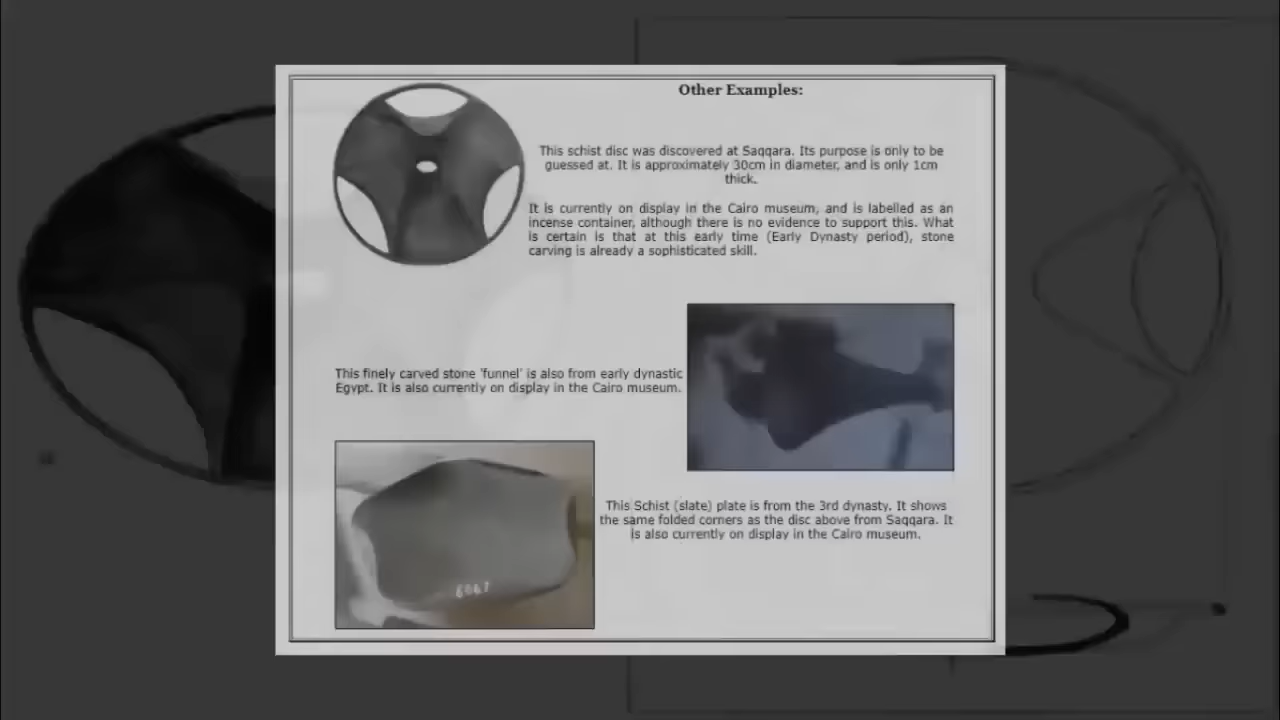 Other Examples:
This schist disc was discovered at Saqqara. Its purpose is only to be
guessed at. It is approximately 30cm in diameter, and is only 1cm
thick.
It is currently on display in the Cairo museum, and is labelled as an
incense container, although there is no evidence to support this. What
is certain is that at this early time (Early Dynasty period), stone
carving is already a sophisticated skill.
This finely carved stone 'funnel' is also from early dynastic
Egypt. It is also currently on display in the Cairo museum.
This Schist (slate) plate is from the 3rd dynasty. It shows
the same folded corners as the disc above from Saqqara. It
is also currently on display in the Cairo museum.
6067